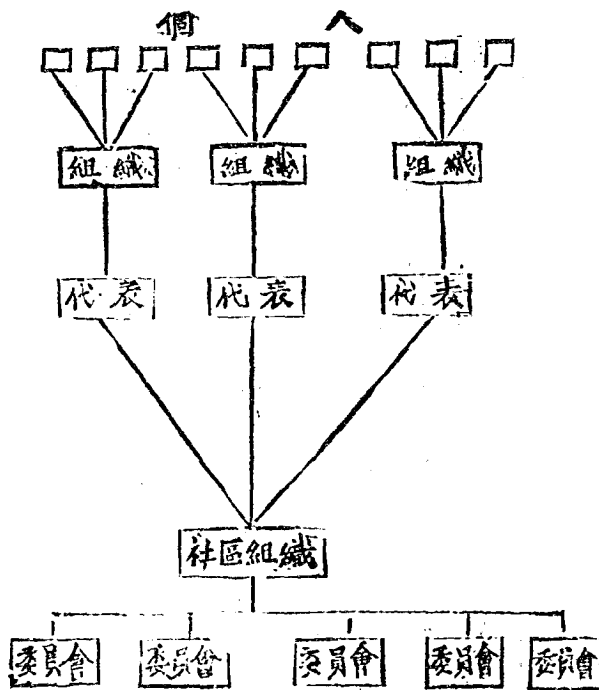 個人
組織 組織 組織
代表 代表 代表
社區組織
委員會 委員會 委員會 委員會 委員會